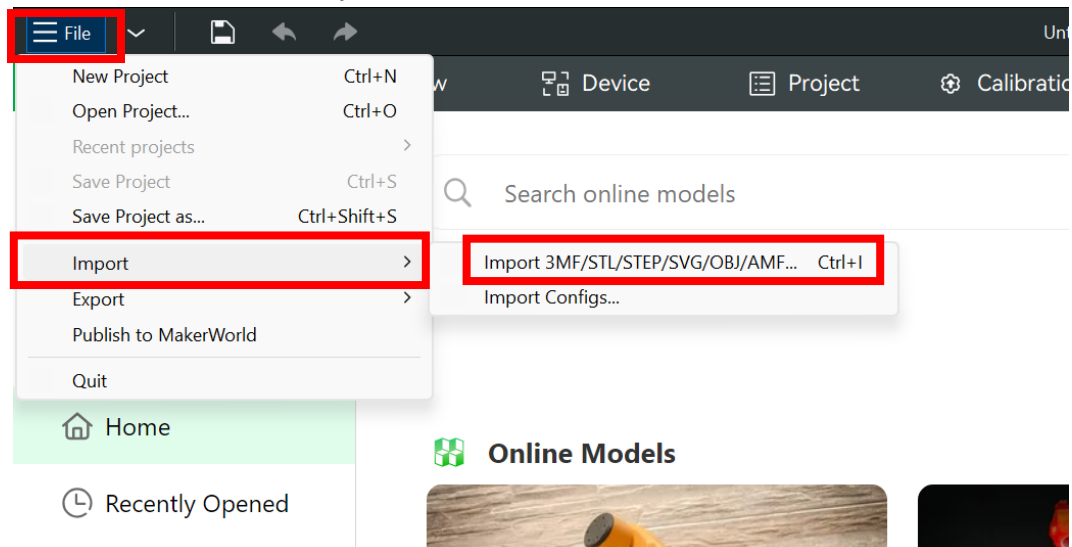 File
Unt
New Project Ctrl+N
Open Project... Ctrl+O
Recent projects
Save Project Ctrl+S
Save Project as... Ctrl+Shift+S
Import
Export
Publish to MakerWorld
Quit
w Device Project Calibratio
Search online models
Import 3MF/STL/STEP/SVG/OBJ/AMF... Ctrl+I
Import Configs...
Home
Recently Opened
Online Models